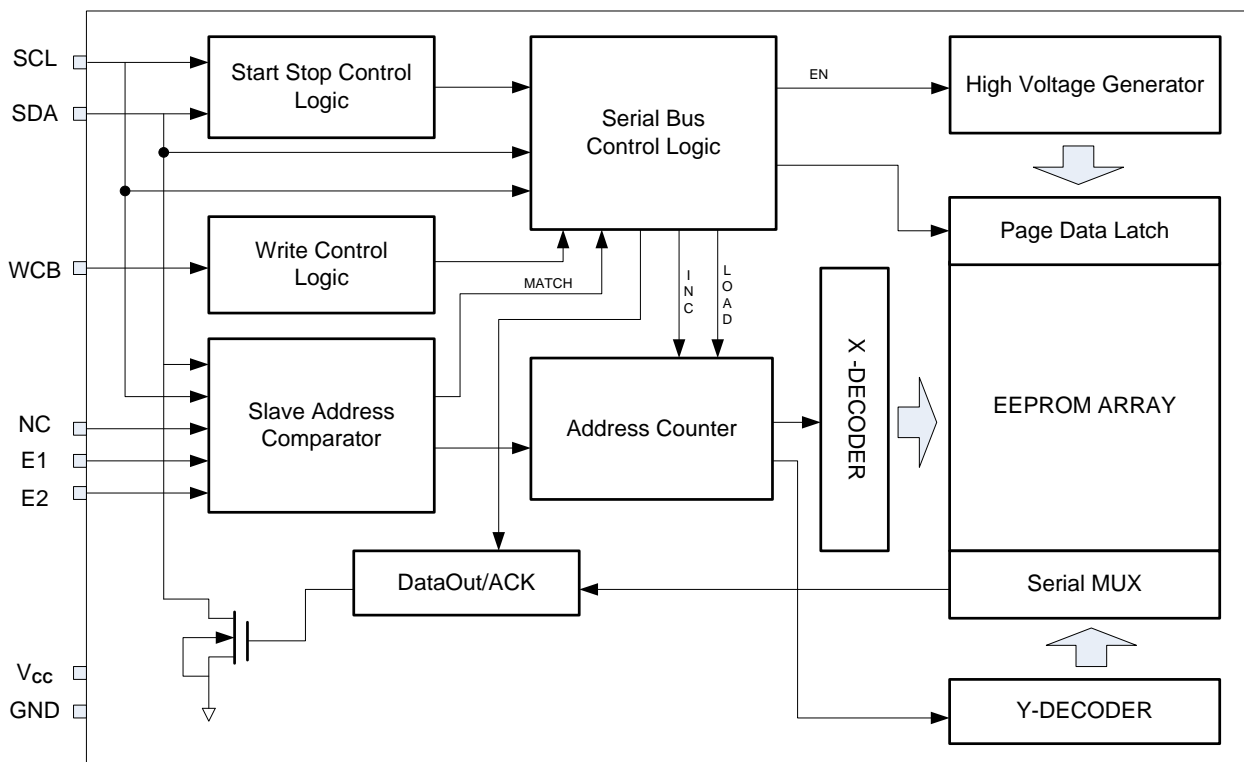 SCL
SDA
WCB
NC
E1
E2
Vcc
GND
Start Stop Control
Logic
Write Control
Logic
Slave Address
Comparator
Serial Bus
Control Logic
MATCH
INC
LOAD
EN
Address Counter
DataOut/ACK
X -DECODER
High Voltage Generator
Page Data Latch
EEPROM ARRAY
Serial MUX
Y-DECODER